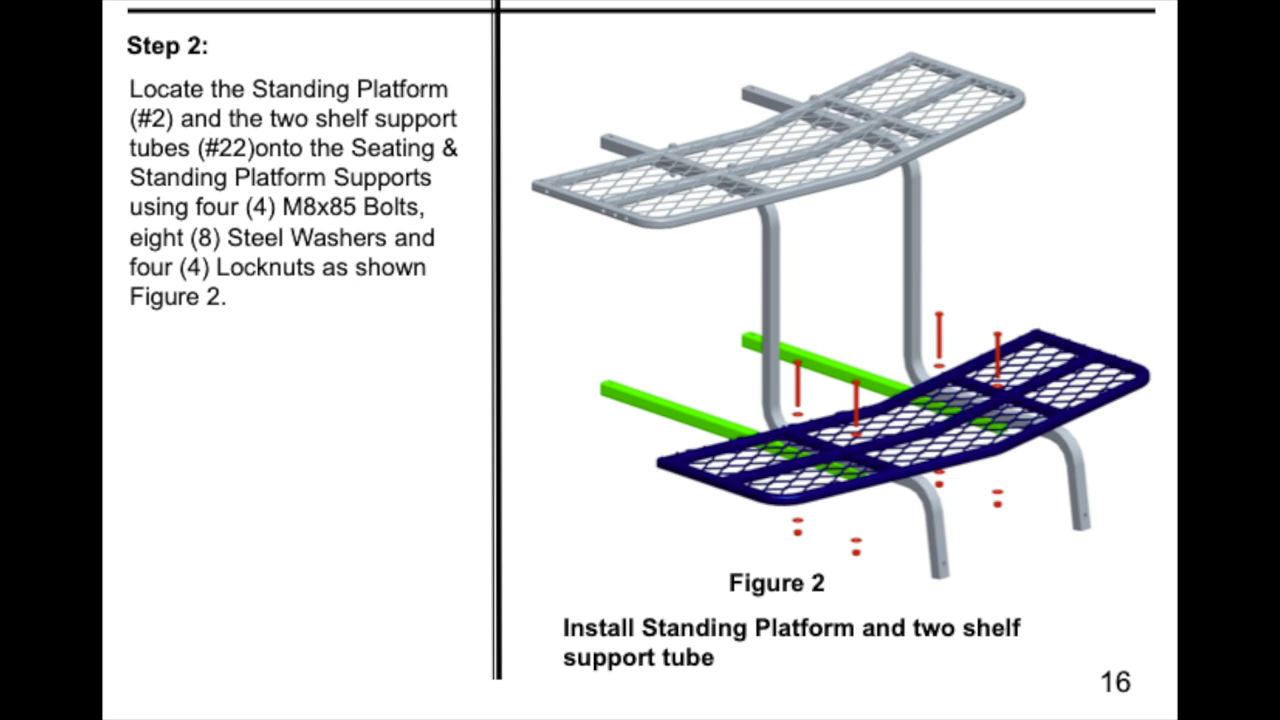 Step 2:
Locate the Standing Platform
(#2) and the two shelf support
tubes (#22)onto the Seating &
Standing Platform Supports
using four (4) M8x85 Bolts,
eight (8) Steel Washers and
four (4) Locknuts as shown
Figure 2.
Figure 2
Install Standing Platform and two shelf
support tube
16